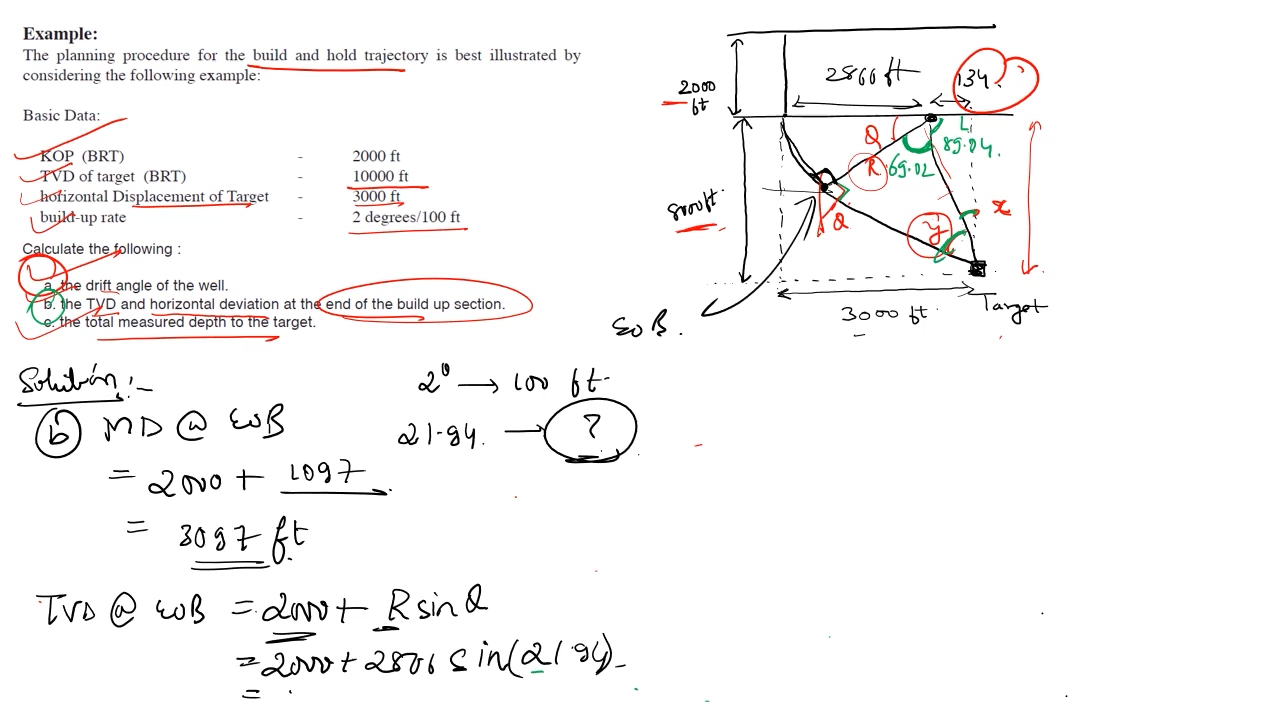 Example:
The planning procedure for the build and hold trajectory is best illustrated by
considering the following example:
Basic Data:
KOP (BRT) - 2000 ft
TVD of target (BRT) - 10000 ft
horizontal Displacement of Target - 3000 ft
build-up rate - 2 degrees/100 ft
Calculate the following :
a. the drift angle of the well.
b. the TVD and horizontal deviation at the end of the build up section.
c. the total measured depth to the target.
2000
ft
2866 ft
134.
Q
R
69.02
89.04.
8000 ft.
Q
y
x
EOB.
3000 ft
Target
Solution:-
2° → 100 ft.
b MD @ EOB
21.94. → ?
= 2000 + 1097
= 3097 ft
TVD @ EOB = 2000 + R sin Q
= 2000 + 2806 sin(21.94)
=